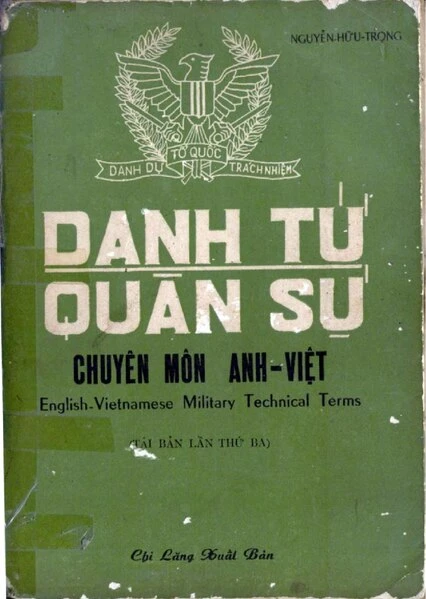 NGUYỄN-HỮU-TRỌNG
TỔ QUỐC
DANH DỰ TRÁCH NHIỆM
DANH TỪ
QUÂN SỰ
CHUYÊN MÔN ANH-VIỆT
English-Vietnamese Military Technical Terms
(TÁI BẢN LẦN THỨ BA)
Chi Lăng Xuất Bản